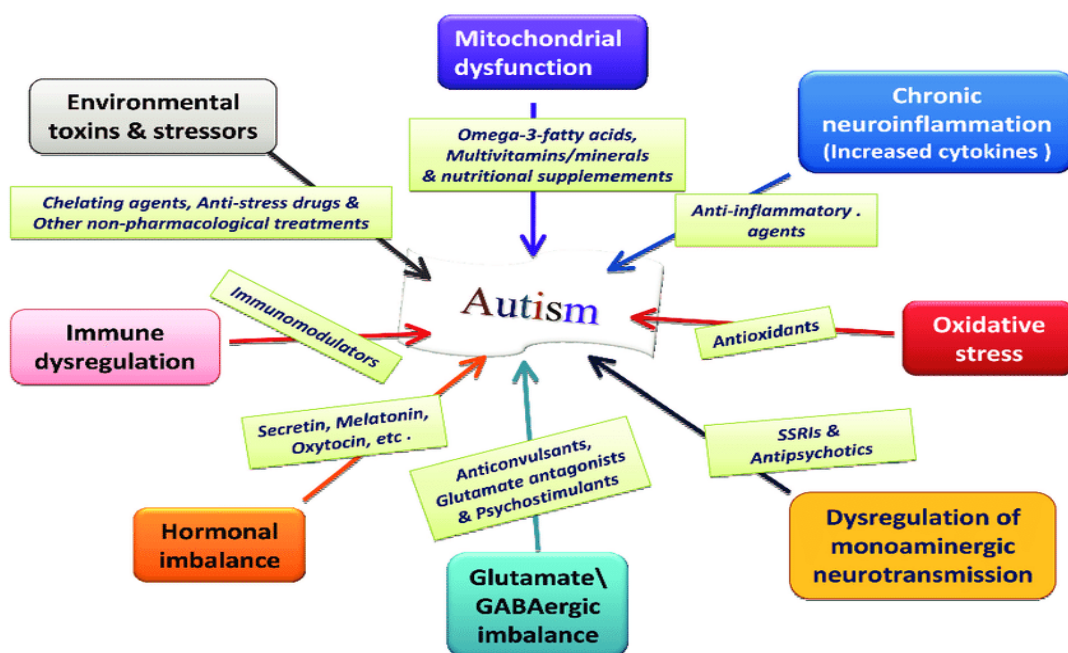 Mitochondrial
dysfunction
Environmental
toxins & stressors
Chronic
neuroinflammation
(Increased cytokines )
Omega-3-fatty acids,
Multivitamins/minerals
& nutritional supplemements
Chelating agents, Anti-stress drugs &
Other non-pharmacological treatments
Anti-inflammatory .
agents
Autism
Immune
dysregulation
Immunomodulators
Antioxidants
Oxidative
stress
Secretin, Melatonin,
Oxytocin, etc .
Anticonvulsants,
Glutamate antagonists
& Psychostimulants
SSRIs &
Antipsychotics
Hormonal
imbalance
Glutamate\
GABAergic
imbalance
Dysregulation of
monoaminergic
neurotransmission